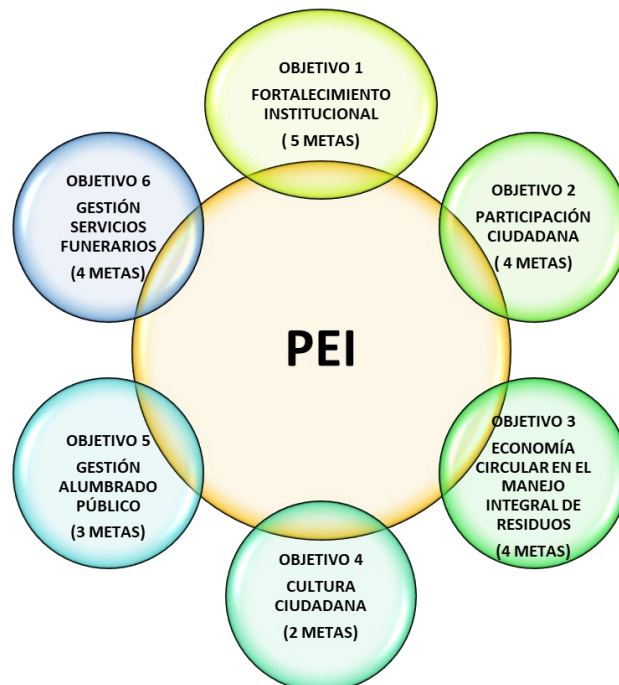 OBJETIVO 1
FORTALECIMIENTO
INSTITUCIONAL
( 5 METAS)
OBJETIVO 2
PARTICIPACIÓN
CIUDADANA
( 4 METAS)
OBJETIVO 3
ECONOMÍA
CIRCULAR EN EL
MANEJO
INTEGRAL DE
RESIDUOS
(4 METAS)
OBJETIVO 4
CULTURA
CIUDADANA
(2 METAS)
OBJETIVO 5
GESTIÓN
ALUMBRADO
PÚBLICO
(3 METAS)
OBJETIVO 6
GESTIÓN
SERVICIOS
FUNERARIOS
(4 METAS)
PEI